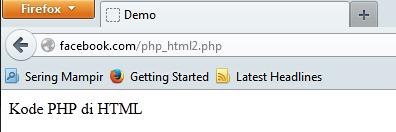 Firefox
Demo
facebook.com/php_html2.php
Sering Mampir Getting Started Latest Headlines
Kode PHP di HTML